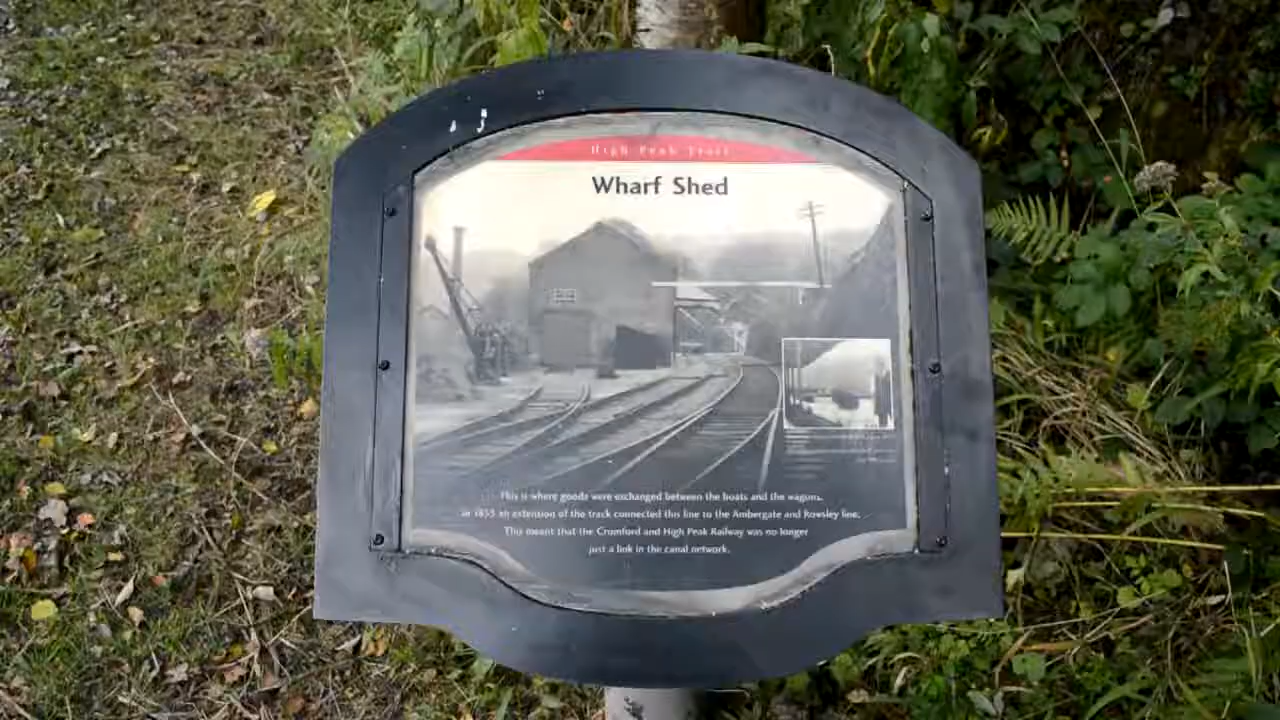 High Peak Trail
Wharf Shed
This is where goods were exchanged between the boats and the wagons.
In 1853 an extension of the track connected this line to the Ambergate and Rowsley line.
This meant that the Cromford and High Peak Railway was no longer
just a link in the canal network.